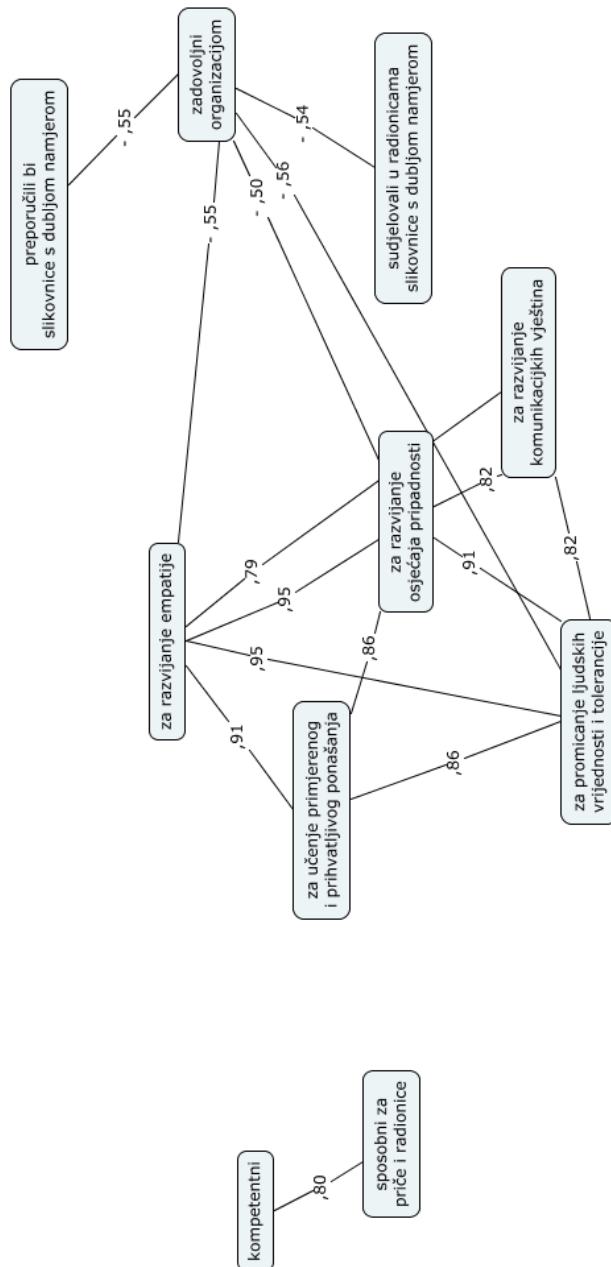 preporučili bi
slikovnice s dubljom namjerom
- ,55
za razvijanje empatije
zadovoljni
organizacijom
- ,55
,91
,79
kompetentni
,95
- ,50
,95
- ,56
- ,54
,80
za učenje primjerenog
i prihvatljivog ponašanja
,86
sposobni za
priče i radionice
za razvijanje
osjećaja pripadnosti
sudjelovali u radionicama
slikovnice s dubljom namjerom
,86
,91
,82
za razvijanje
komunikacijkih vještina
,82
za promicanje ljudskih
vrijednosti i tolerancije